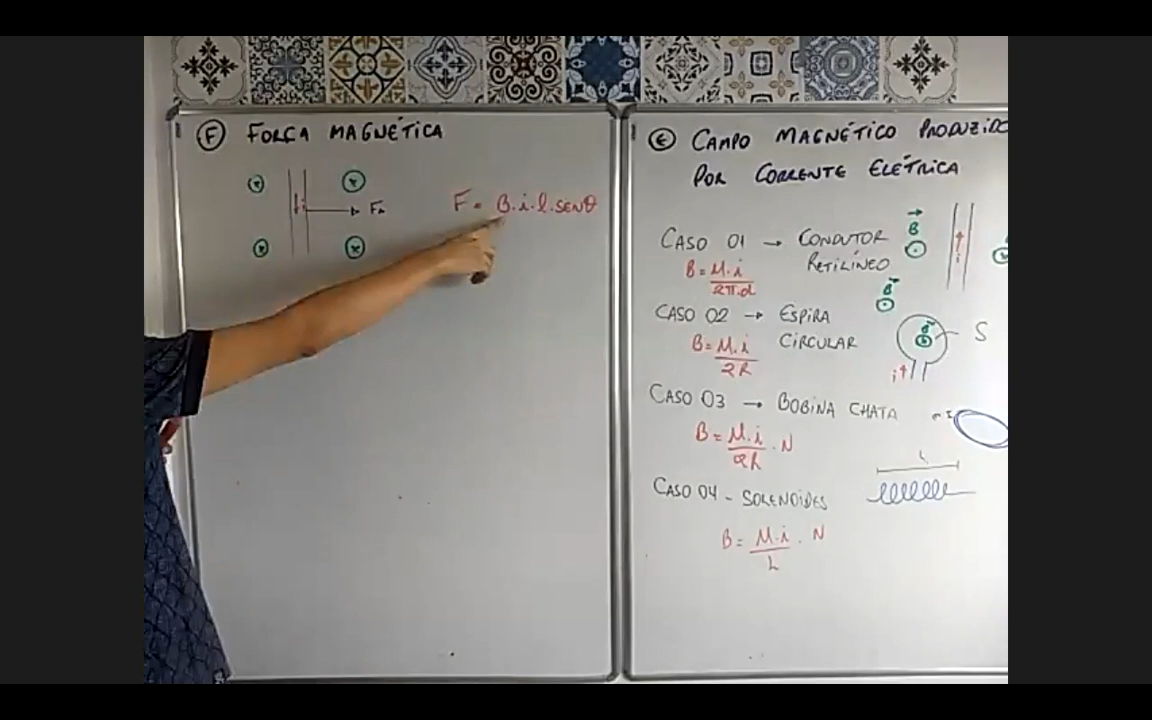 F FORÇA MAGNÉTICA
i
Fm
F = B.i.l.SENθ
E CAMPO MAGNÉTICO PRODUZIDO
POR CORRENTE ELÉTRICA
CASO 01 → CONDUTOR
RETILÍNEO
B = μ.i
2π.d
B
i
CASO 02 → ESPIRA
CIRCULAR
B = μ.i
2R
B
B
S
i
CASO 03 → BOBINA CHATA
B = μ.i . N
2R
CASO 04 - SOLENOIDES
L
B = μ.i . N
L